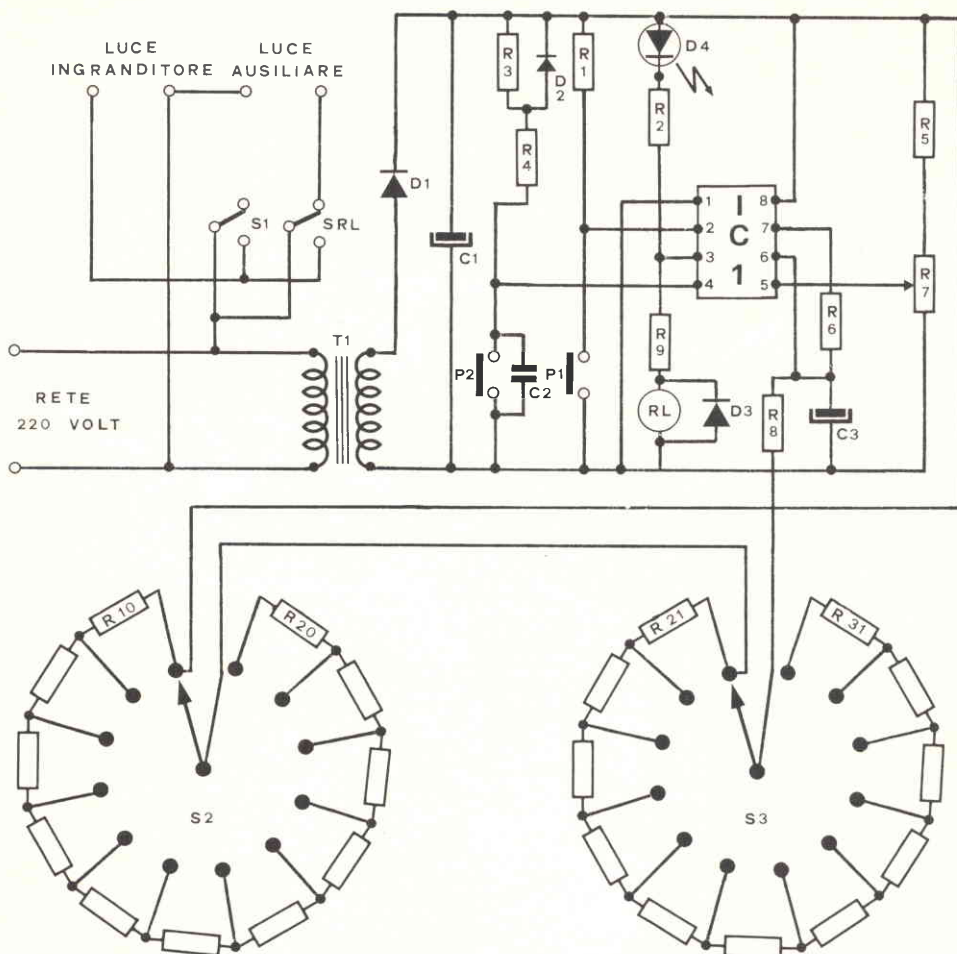 LUCE INGRANDITORE
LUCE AUSILIARE
S1
SRL
D1
C1
R3
D2
R4
R1
D4
R2
IC1
1 8
2 7
3 6
4 5
R5
R7
R6
T1
RETE
220 VOLT
P2
C2
P1
R9
RL
D3
R8
C3
R10
R20
S2
R21
R31
S3